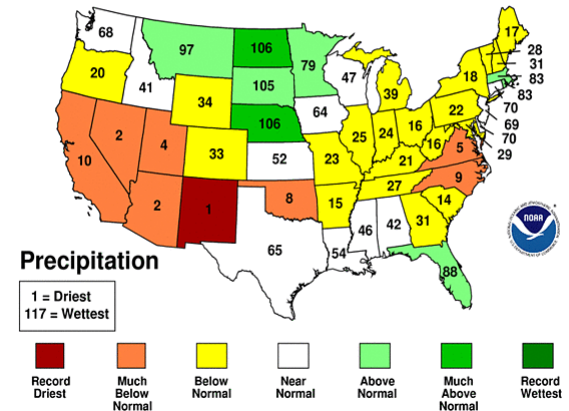 17
68
28
97
106
31
79
83
18
20
47
41
105
39
83
34
70
64
22
106
69
16
25
24
70
2
4
16
5
33
52
23
29
10
21
27
9
8
2
1
15
14
31
46
42
65
54
88
NOAA
Precipitation
1 = Driest
117 = Wettest
Record
Driest
Much
Below
Normal
Below
Normal
Near
Normal
Above
Normal
Much
Above
Normal
Record
Wettest